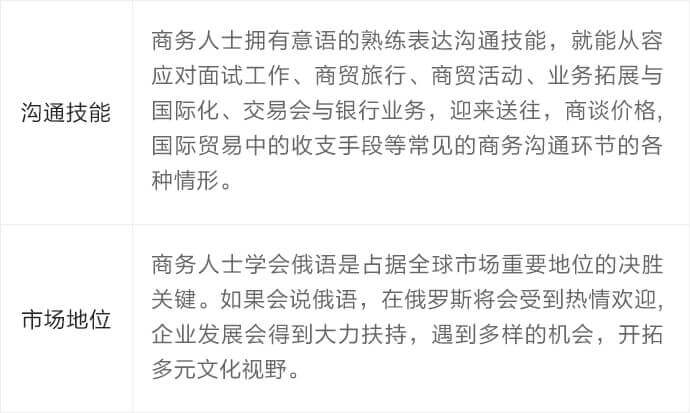 沟通技能
商务人士拥有意语的熟练表达沟通技能，就能从容
应对面试工作、商贸旅行、商贸活动、业务拓展与
国际化、交易会与银行业务，迎来送往，商谈价格,
国际贸易中的收支手段等常见的商务沟通环节的各
种情形。
市场地位
商务人士学会俄语是占据全球市场重要地位的决胜
关键。如果会说俄语，在俄罗斯将会受到热情欢迎,
企业发展会得到大力扶持，遇到多样的机会，开拓
多元文化视野。